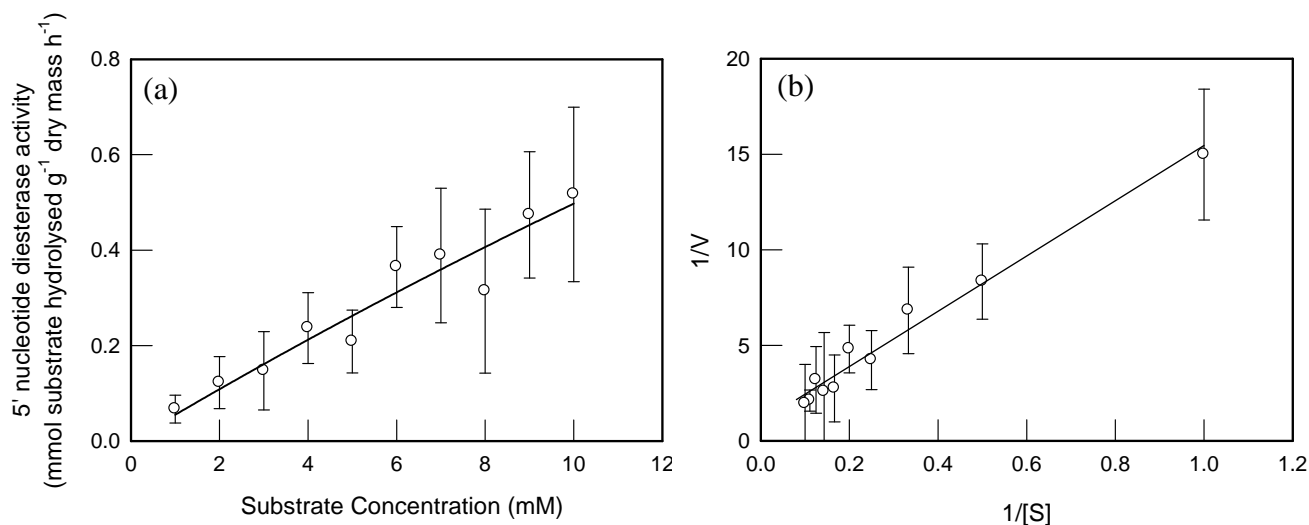 5' nucleotide diesterase activity
(mmol substrate hydrolysed g-1 dry mass h-1)
0.8
0.6
0.4
0.2
0.0
(a)
0 2 4 6 8 10 12
Substrate Concentration (mM)
1/V
20
15
10
5
0
(b)
0.0 0.2 0.4 0.6 0.8 1.0 1.2
1/[S]